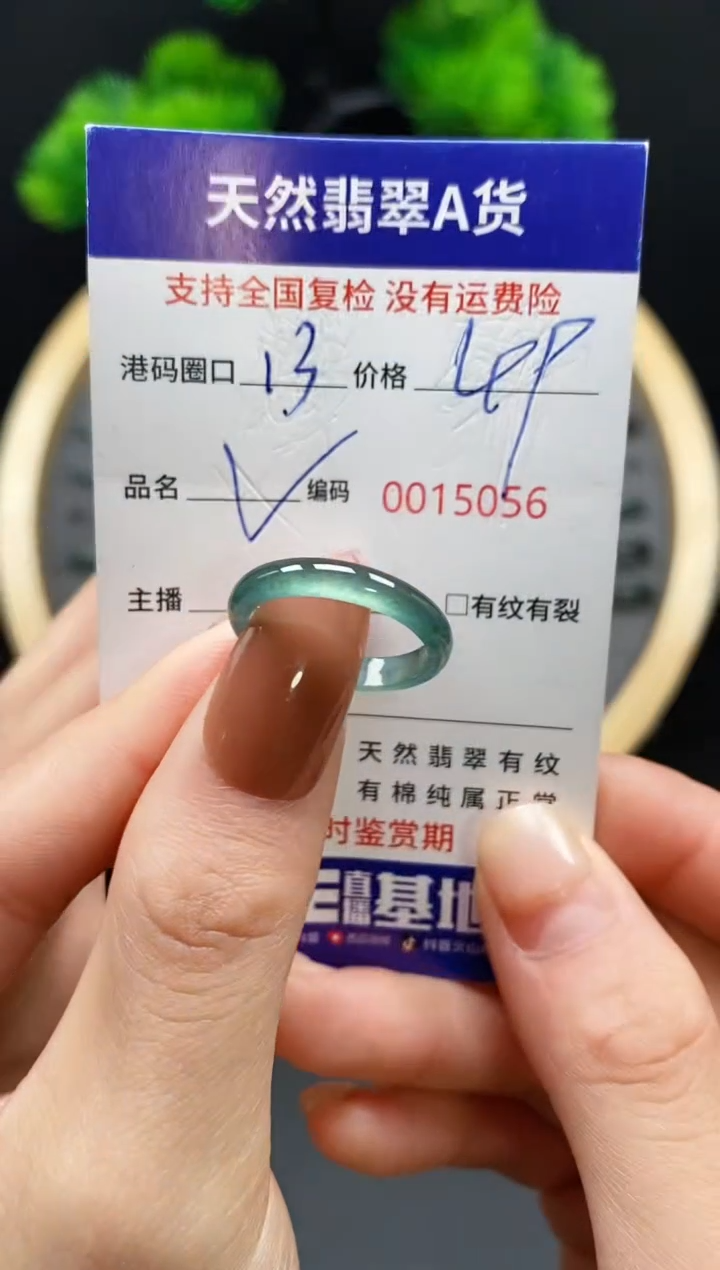 天然翡翠A货
支持全国复检 没有运费险
港码圈口 13 价格
品名 编码 0015056
主播 □有纹有裂
天然翡翠有纹
有棉纯属正常
时鉴赏期
直播基地